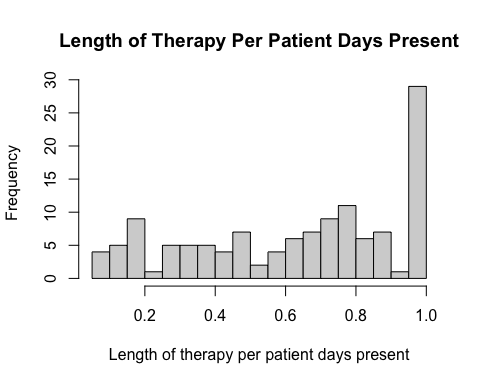 Length of Therapy Per Patient Days Present
Frequency
30
25
20
15
10
5
0
0.2 0.4 0.6 0.8 1.0
Length of therapy per patient days present